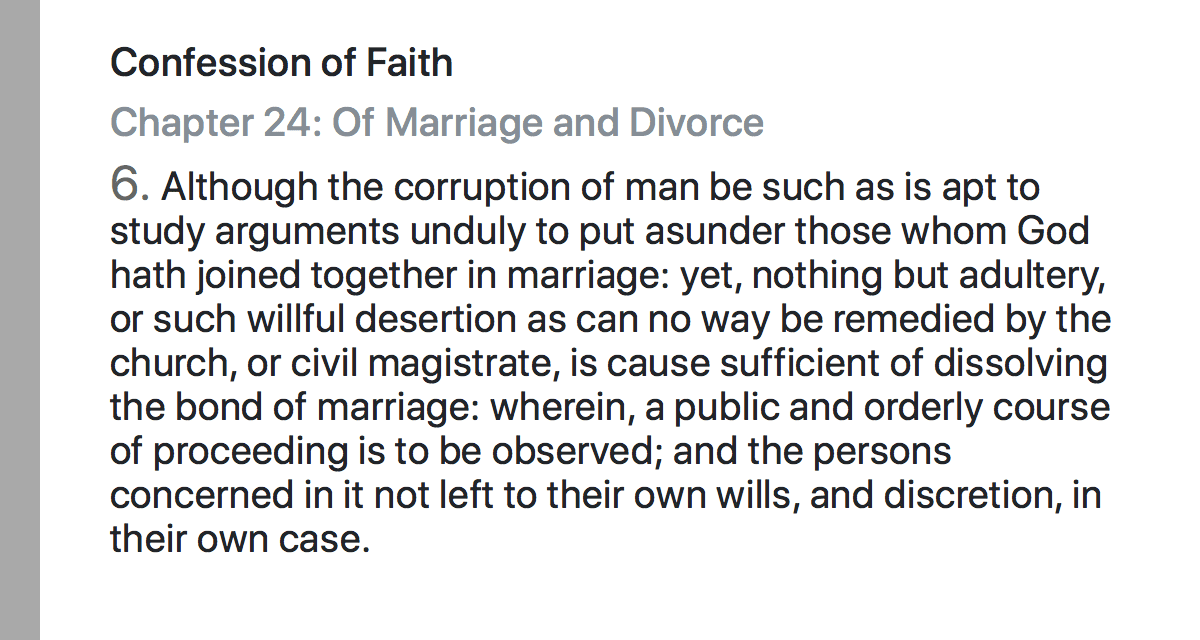 Confession of Faith
Chapter 24: Of Marriage and Divorce
6. Although the corruption of man be such as is apt to
study arguments unduly to put asunder those whom God
hath joined together in marriage: yet, nothing but adultery,
or such willful desertion as can no way be remedied by the
church, or civil magistrate, is cause sufficient of dissolving
the bond of marriage: wherein, a public and orderly course
of proceeding is to be observed; and the persons
concerned in it not left to their own wills, and discretion, in
their own case.